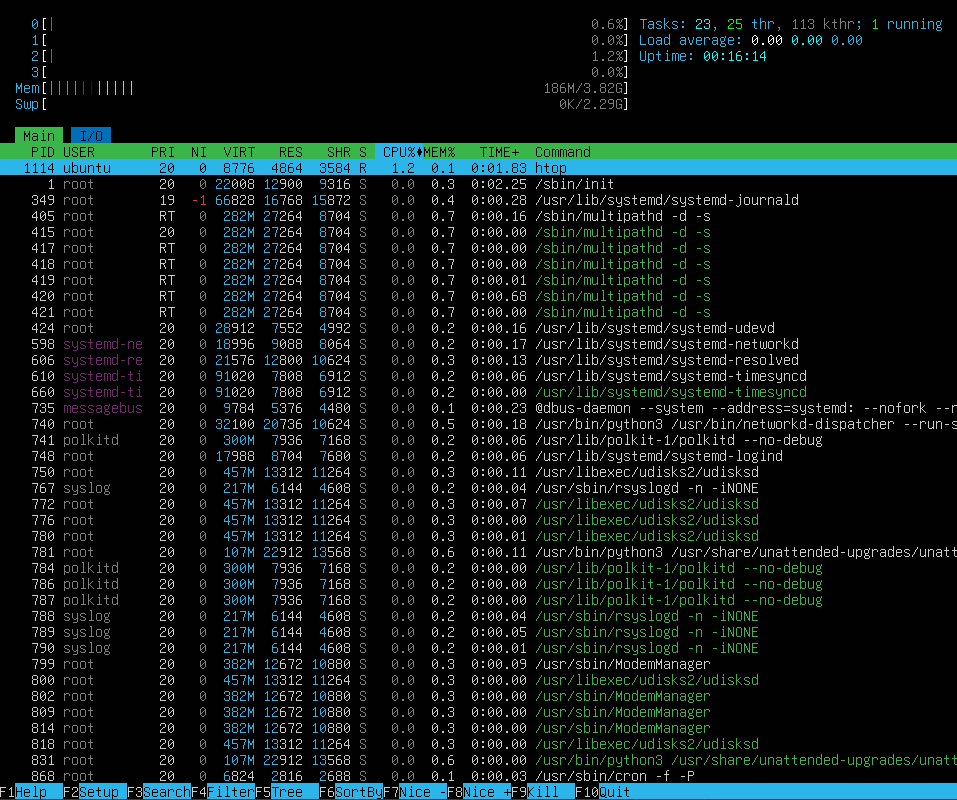 0[| 0.6%] Tasks: 23, 25 thr, 113 kthr; 1 running
1[ 0.0%] Load average: 0.00 0.00 0.00
2[| 1.2%] Uptime: 00:16:14
3[ 0.0%]
Mem[||||||||||| 186M/3.82G]
Swp[ 0K/2.29G]
Main I/O
PID USER PRI NI VIRT RES SHR S CPU%♦MEM% TIME+ Command
1114 ubuntu 20 0 8776 4864 3584 R 1.2 0.1 0:01.83 htop
1 root 20 0 22008 12900 9316 S 0.0 0.3 0:02.25 /sbin/init
349 root 19 -1 66828 16768 15872 S 0.0 0.4 0:00.28 /usr/lib/systemd/systemd-journald
405 root RT 0 282M 27264 8704 S 0.0 0.7 0:00.16 /sbin/multipathd -d -s
415 root 20 0 282M 27264 8704 S 0.0 0.7 0:00.00 /sbin/multipathd -d -s
417 root RT 0 282M 27264 8704 S 0.0 0.7 0:00.00 /sbin/multipathd -d -s
418 root RT 0 282M 27264 8704 S 0.0 0.7 0:00.00 /sbin/multipathd -d -s
419 root RT 0 282M 27264 8704 S 0.0 0.7 0:00.01 /sbin/multipathd -d -s
420 root RT 0 282M 27264 8704 S 0.0 0.7 0:00.68 /sbin/multipathd -d -s
421 root RT 0 282M 27264 8704 S 0.0 0.7 0:00.00 /sbin/multipathd -d -s
424 root 20 0 28912 7552 4992 S 0.0 0.2 0:00.16 /usr/lib/systemd/systemd-udevd
598 systemd-ne 20 0 18996 9088 8064 S 0.0 0.2 0:00.17 /usr/lib/systemd/systemd-networkd
606 systemd-re 20 0 21576 12800 10624 S 0.0 0.3 0:00.13 /usr/lib/systemd/systemd-resolved
610 systemd-ti 20 0 91020 7808 6912 S 0.0 0.2 0:00.06 /usr/lib/systemd/systemd-timesyncd
660 systemd-ti 20 0 91020 7808 6912 S 0.0 0.2 0:00.00 /usr/lib/systemd/systemd-timesyncd
735 messagebus 20 0 9784 5376 4480 S 0.0 0.1 0:00.23 @dbus-daemon --system --address=systemd: --nofork --n
740 root 20 0 32100 20736 10624 S 0.0 0.5 0:00.18 /usr/bin/python3 /usr/bin/networkd-dispatcher --run-s
741 polkitd 20 0 300M 7936 7168 S 0.0 0.2 0:00.06 /usr/lib/polkit-1/polkitd --no-debug
748 root 20 0 17988 8704 7680 S 0.0 0.2 0:00.06 /usr/lib/systemd/systemd-logind
750 root 20 0 457M 13312 11264 S 0.0 0.3 0:00.11 /usr/libexec/udisks2/udisksd
767 syslog 20 0 217M 6144 4608 S 0.0 0.2 0:00.04 /usr/sbin/rsyslogd -n -iNONE
772 root 20 0 457M 13312 11264 S 0.0 0.3 0:00.07 /usr/libexec/udisks2/udisksd
776 root 20 0 457M 13312 11264 S 0.0 0.3 0:00.00 /usr/libexec/udisks2/udisksd
780 root 20 0 457M 13312 11264 S 0.0 0.3 0:00.01 /usr/libexec/udisks2/udisksd
781 root 20 0 107M 22912 13568 S 0.0 0.6 0:00.11 /usr/bin/python3 /usr/share/unattended-upgrades/unatt
784 polkitd 20 0 300M 7936 7168 S 0.0 0.2 0:00.00 /usr/lib/polkit-1/polkitd --no-debug
786 polkitd 20 0 300M 7936 7168 S 0.0 0.2 0:00.00 /usr/lib/polkit-1/polkitd --no-debug
787 polkitd 20 0 300M 7936 7168 S 0.0 0.2 0:00.00 /usr/lib/polkit-1/polkitd --no-debug
788 syslog 20 0 217M 6144 4608 S 0.0 0.2 0:00.04 /usr/sbin/rsyslogd -n -iNONE
789 syslog 20 0 217M 6144 4608 S 0.0 0.2 0:00.05 /usr/sbin/rsyslogd -n -iNONE
790 syslog 20 0 217M 6144 4608 S 0.0 0.2 0:00.01 /usr/sbin/rsyslogd -n -iNONE
799 root 20 0 382M 12672 10880 S 0.0 0.3 0:00.09 /usr/sbin/ModemManager
800 root 20 0 457M 13312 11264 S 0.0 0.3 0:00.00 /usr/libexec/udisks2/udisksd
802 root 20 0 382M 12672 10880 S 0.0 0.3 0:00.00 /usr/sbin/ModemManager
809 root 20 0 382M 12672 10880 S 0.0 0.3 0:00.00 /usr/sbin/ModemManager
814 root 20 0 382M 12672 10880 S 0.0 0.3 0:00.00 /usr/sbin/ModemManager
818 root 20 0 457M 13312 11264 S 0.0 0.3 0:00.00 /usr/libexec/udisks2/udisksd
831 root 20 0 107M 22912 13568 S 0.0 0.6 0:00.00 /usr/bin/python3 /usr/share/unattended-upgrades/unatt
868 root 20 0 6824 2816 2688 S 0.0 0.1 0:00.03 /usr/sbin/cron -f -P
F1Help F2Setup F3SearchF4FilterF5Tree F6SortByF7Nice -F8Nice +F9Kill F10Quit